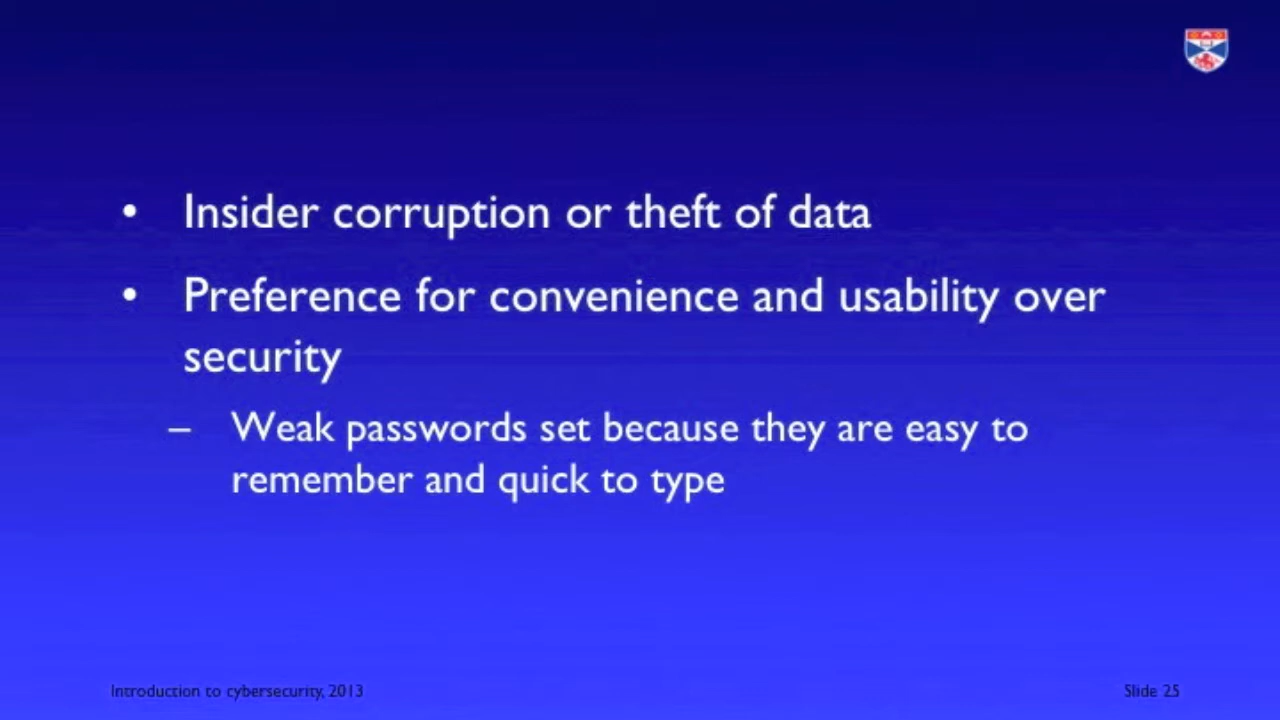 • Insider corruption or theft of data
• Preference for convenience and usability over
security
– Weak passwords set because they are easy to
remember and quick to type
Introduction to cybersecurity, 2013
Slide 25